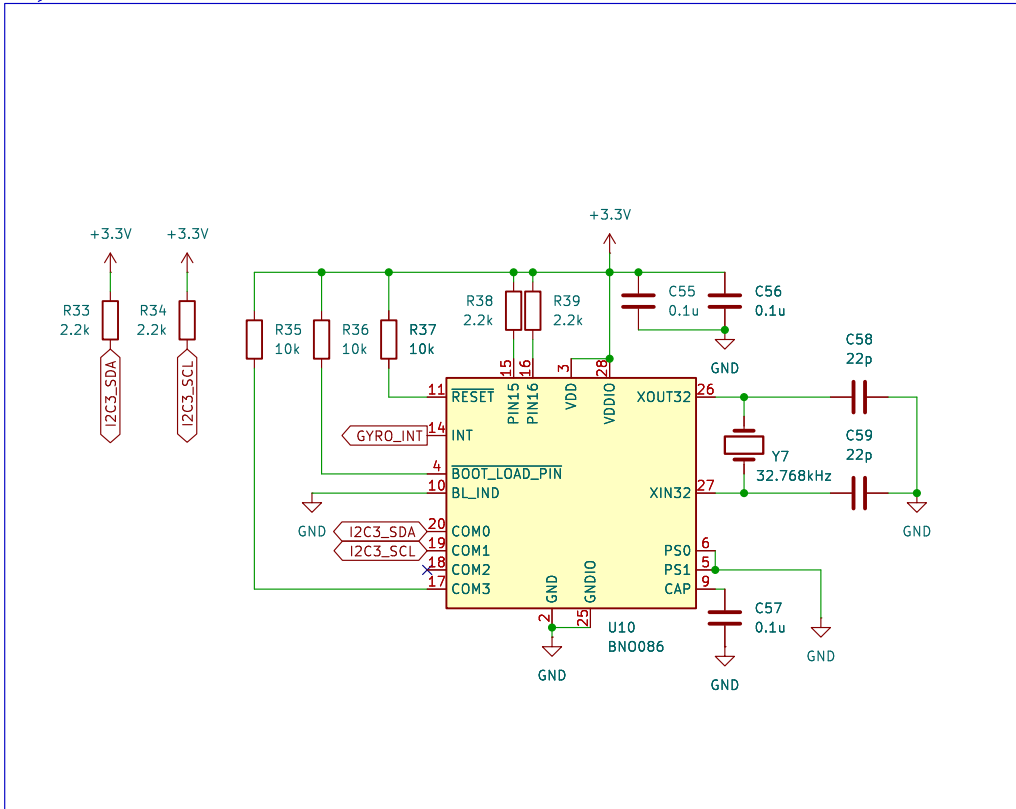 +3.3V
+3.3V
+3.3V
R33
2.2k
R34
2.2k
I2C3_SDA
I2C3_SCL
R35
10k
R36
10k
R37
10k
R38
2.2k
R39
2.2k
C55
0.1u
C56
0.1u
GND
C58
22p
C59
22p
Y7
32.768kHz
GND
15
16
3
28
PIN15
PIN16
VDD
VDDIO
11
RESET
GYRO_INT
14
INT
4
BOOT_LOAD_PIN
10
BL_IND
GND
I2C3_SDA
20
COM0
I2C3_SCL
19
COM1
18
COM2
17
COM3
XOUT32
26
XIN32
27
PS0
6
PS1
5
CAP
9
GND
GNDIO
2
25
GND
U10
BNO086
C57
0.1u
GND
GND